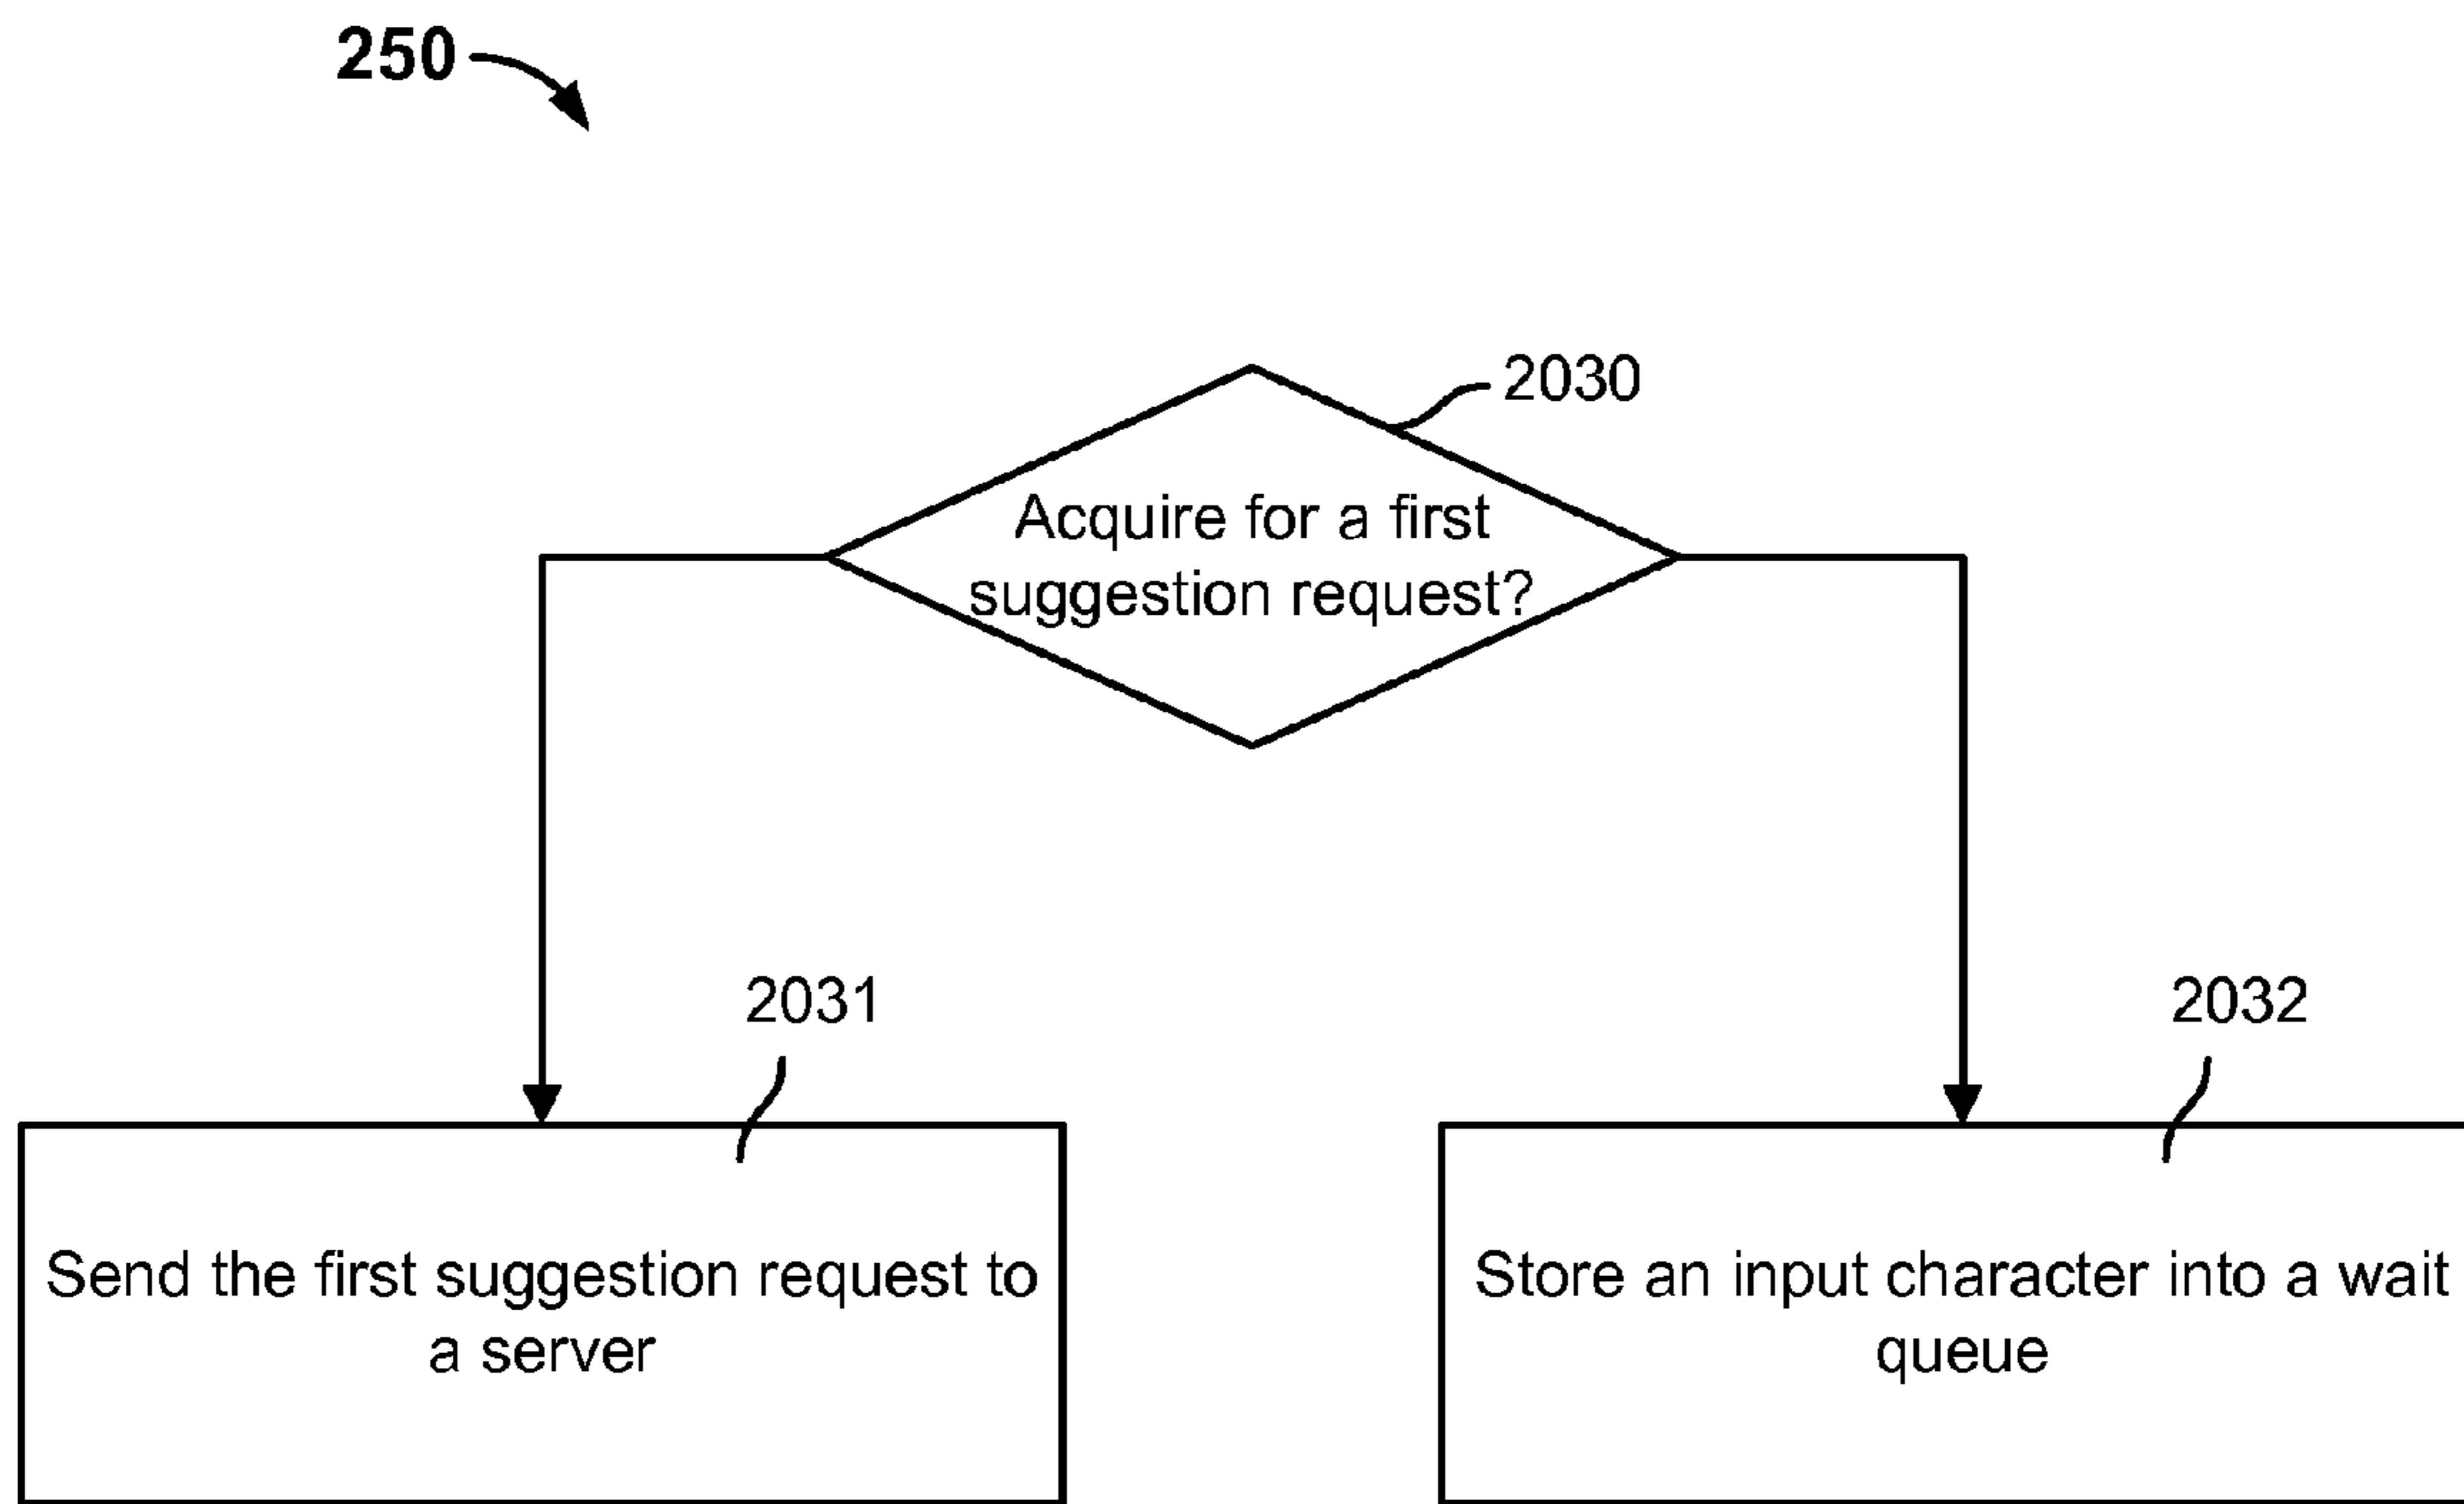 250
2030
Acquire for a first
suggestion request?
2031
2032
Send the first suggestion request to
a server
Store an input character into a wait
queue